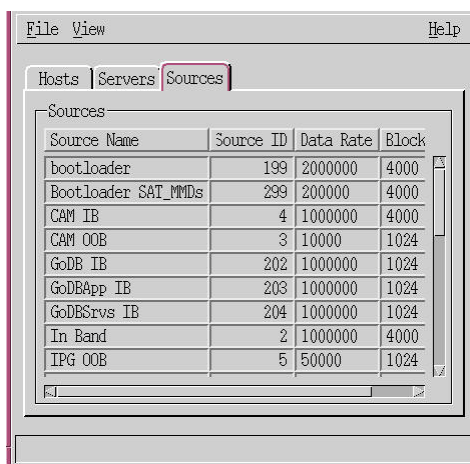 File View Help
Hosts Servers Sources
Sources
Source Name Source ID Data Rate Block
bootloader 199 2000000 4000
Bootloader SAT_MMDs 299 200000 4000
CAM IB 4 1000000 4000
CAM OOB 3 10000 1024
GoDB IB 202 1000000 1024
GoDBApp IB 203 1000000 1024
GoDBSrvs IB 204 1000000 1024
In Band 2 1000000 4000
IPG OOB 5 50000 1024